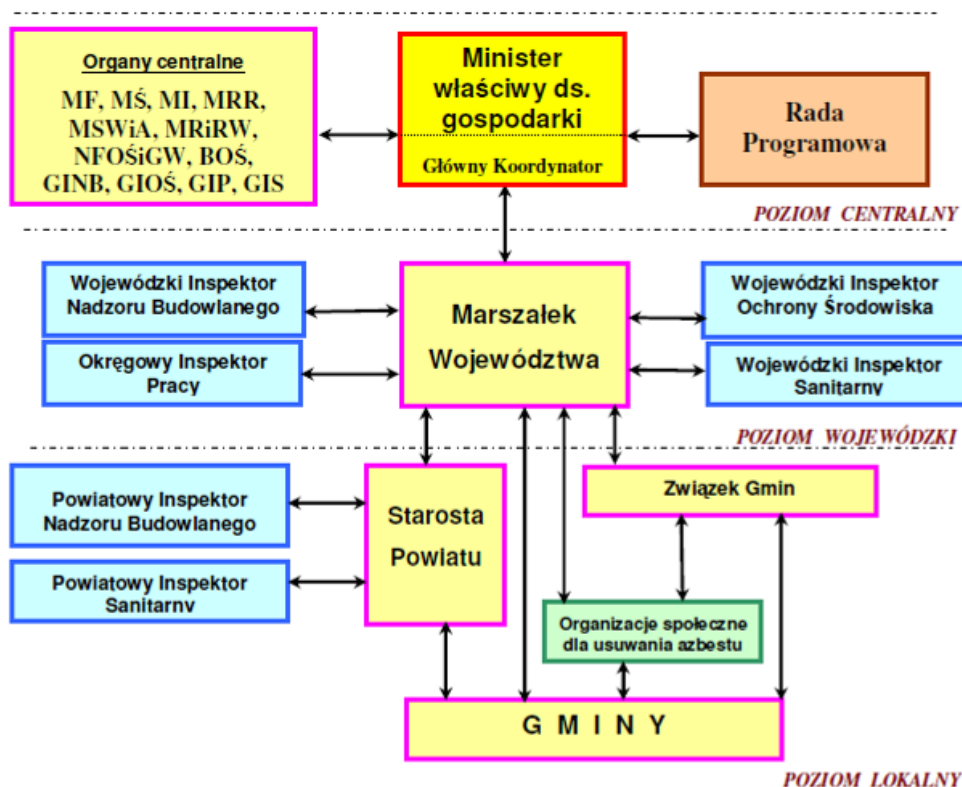 Organy centralne
MF, MŚ, MI, MRR,
MSWiA, MRiRW,
NFOŚiGW, BOŚ,
GINB, GIOŚ, GIP, GIS
Minister
właściwy ds.
gospodarki
Główny Koordynator
Rada
Programowa
POZIOM CENTRALNY
Wojewódzki Inspektor
Nadzoru Budowlanego
Okręgowy Inspektor
Pracy
Marszałek
Województwa
Wojewódzki Inspektor
Ochrony Środowiska
Wojewódzki Inspektor
Sanitarny
POZIOM WOJEWÓDZKI
Powiatowy Inspektor
Nadzoru Budowlanego
Powiatowy Inspektor
Sanitarny
Starosta
Powiatu
Związek Gmin
Organizacje społeczne
dla usuwania azbestu
G M I N Y
POZIOM LOKALNY